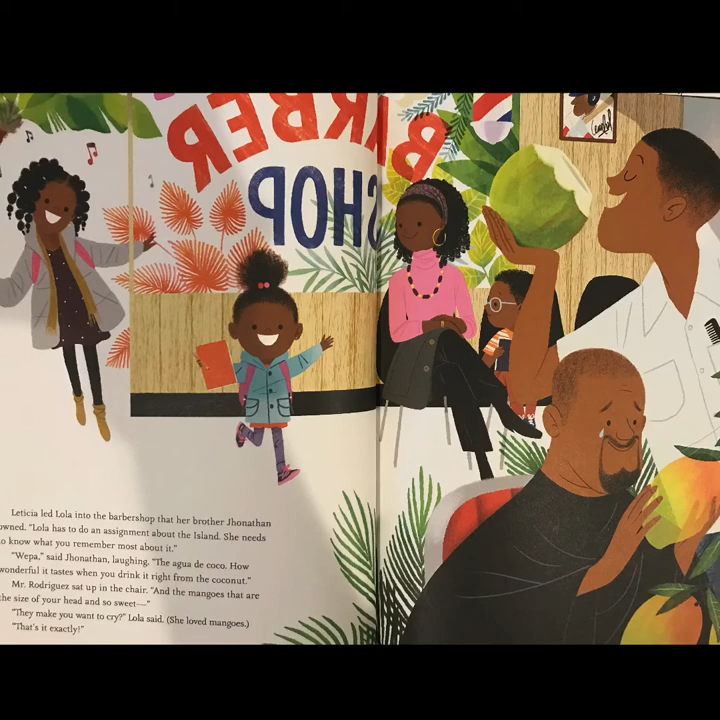 BARBER
SHOP
Leticia led Lola into the barbershop that her brother Jhonathan
owned. “Lola has to do an assignment about the Island. She needs
to know what you remember most about it.”
“Wepa,” said Jhonathan, laughing. “The agua de coco. How
wonderful it tastes when you drink it right from the coconut.”
Mr. Rodriguez sat up in the chair. “And the mangoes that are
the size of your head and so sweet—”
“They make you want to cry?” Lola said. (She loved mangoes.)
“That’s it exactly!”